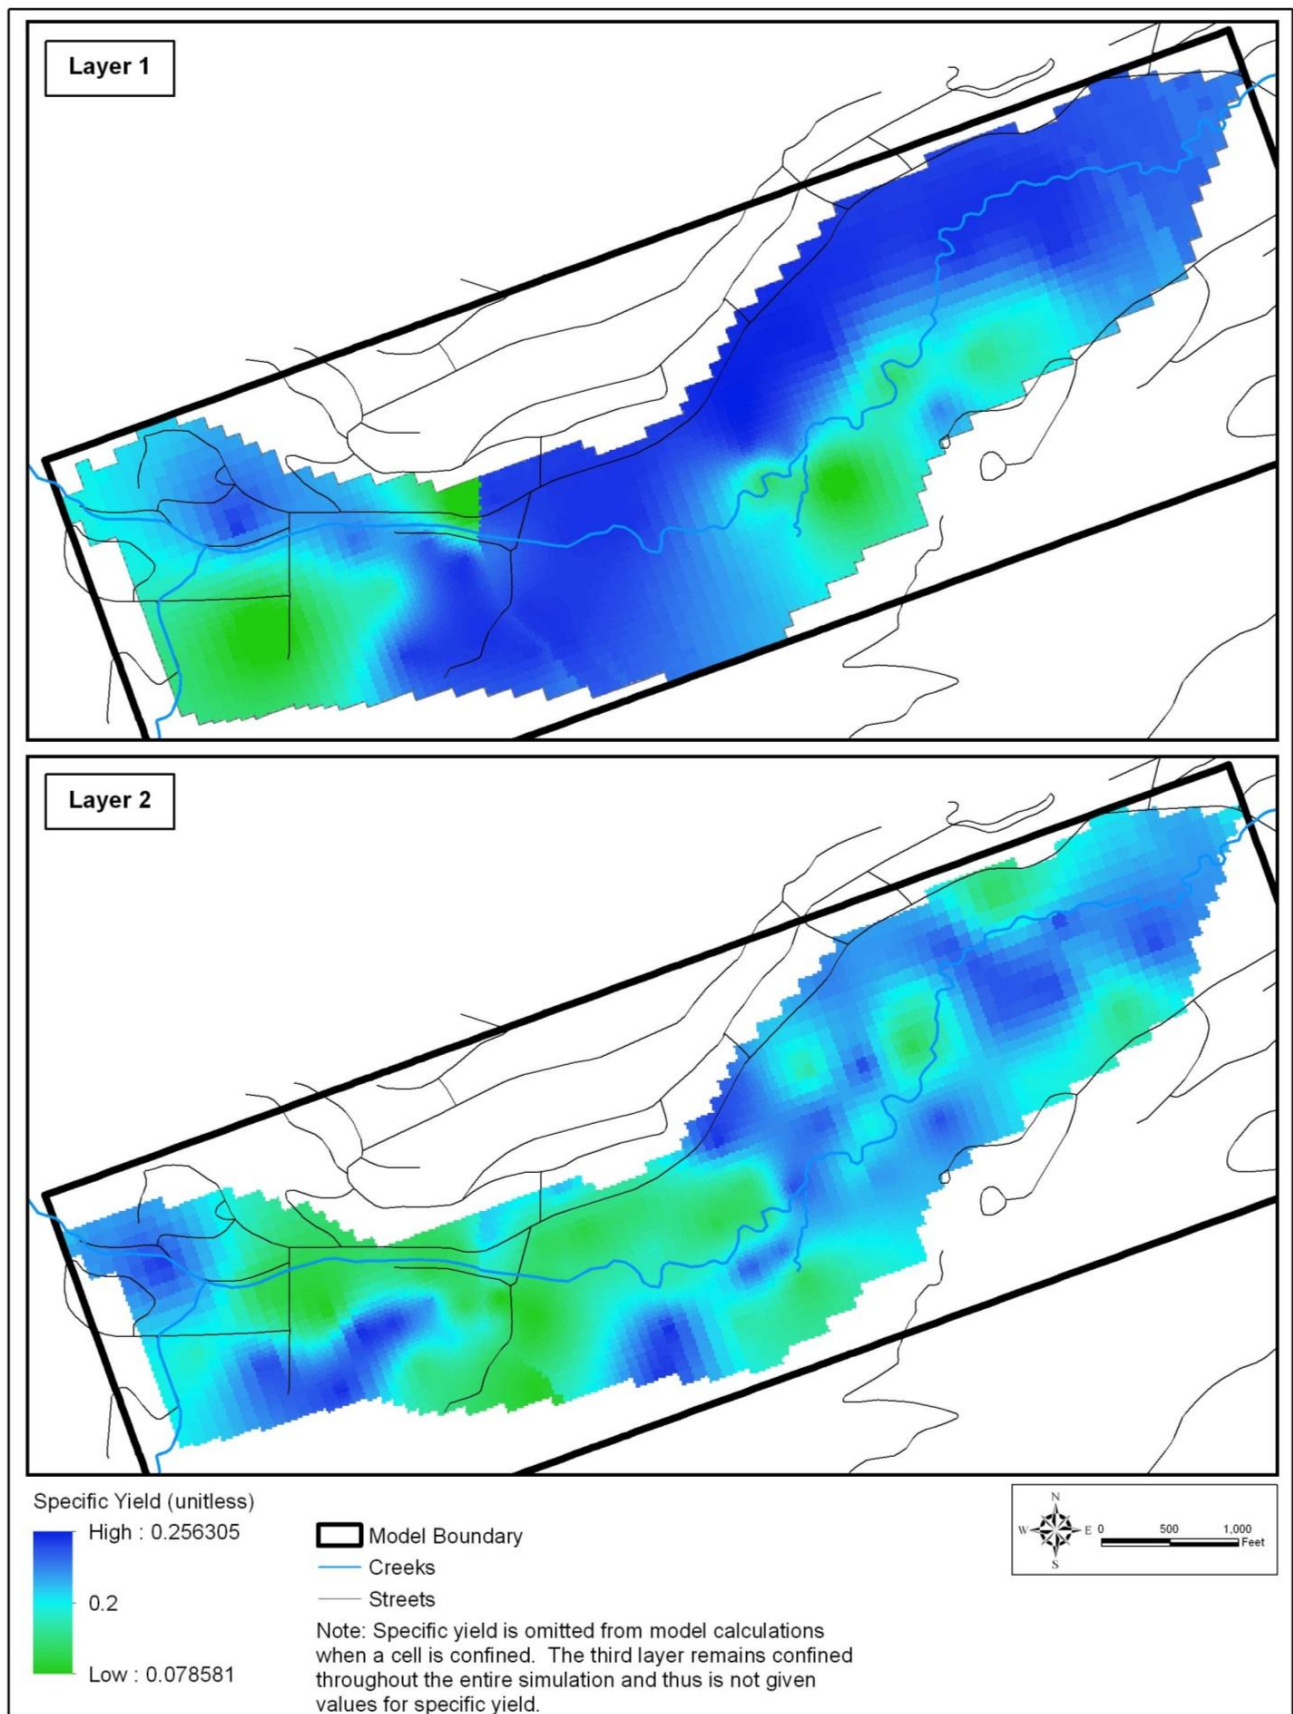 Layer 1
Layer 2
Specific Yield (unitless)
High : 0.256305
0.2
Low : 0.078581
Model Boundary
Creeks
Streets
Note: Specific yield is omitted from model calculations
when a cell is confined. The third layer remains confined
throughout the entire simulation and thus is not given
values for specific yield.
N
W E
S
0 500 1,000
Feet